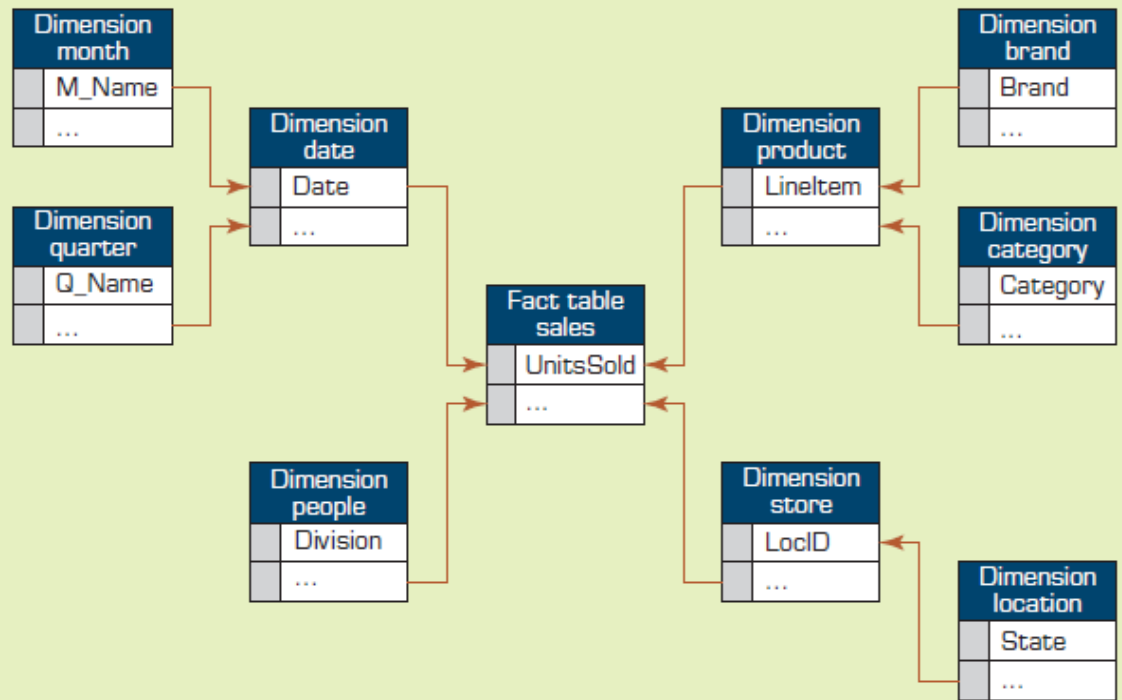 Dimension
month
M_Name
...
Dimension
quarter
Q_Name
...
Dimension
date
Date
...
Dimension
people
Division
...
Fact table
sales
UnitsSold
...
Dimension
product
LineItem
...
Dimension
store
LocID
...
Dimension
brand
Brand
...
Dimension
category
Category
...
Dimension
location
State
...